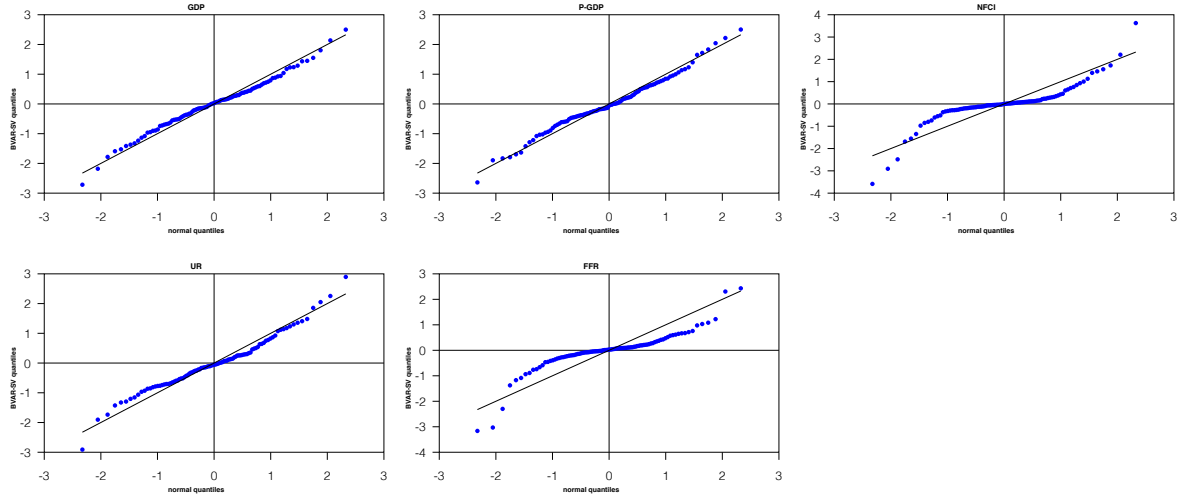 GDP
3
2
1
0
-1
-2
-3
BVAR-SV quantiles
-3 -2 -1 0 1 2 3
normal quantiles
P-GDP
3
2
1
0
-1
-2
-3
BVAR-SV quantiles
-3 -2 -1 0 1 2 3
normal quantiles
NFCI
4
3
2
1
0
-1
-2
-3
-4
BVAR-SV quantiles
-3 -2 -1 0 1 2 3
normal quantiles
UR
3
2
1
0
-1
-2
-3
BVAR-SV quantiles
-3 -2 -1 0 1 2 3
normal quantiles
FFR
3
2
1
0
-1
-2
-3
-4
BVAR-SV quantiles
-3 -2 -1 0 1 2 3
normal quantiles